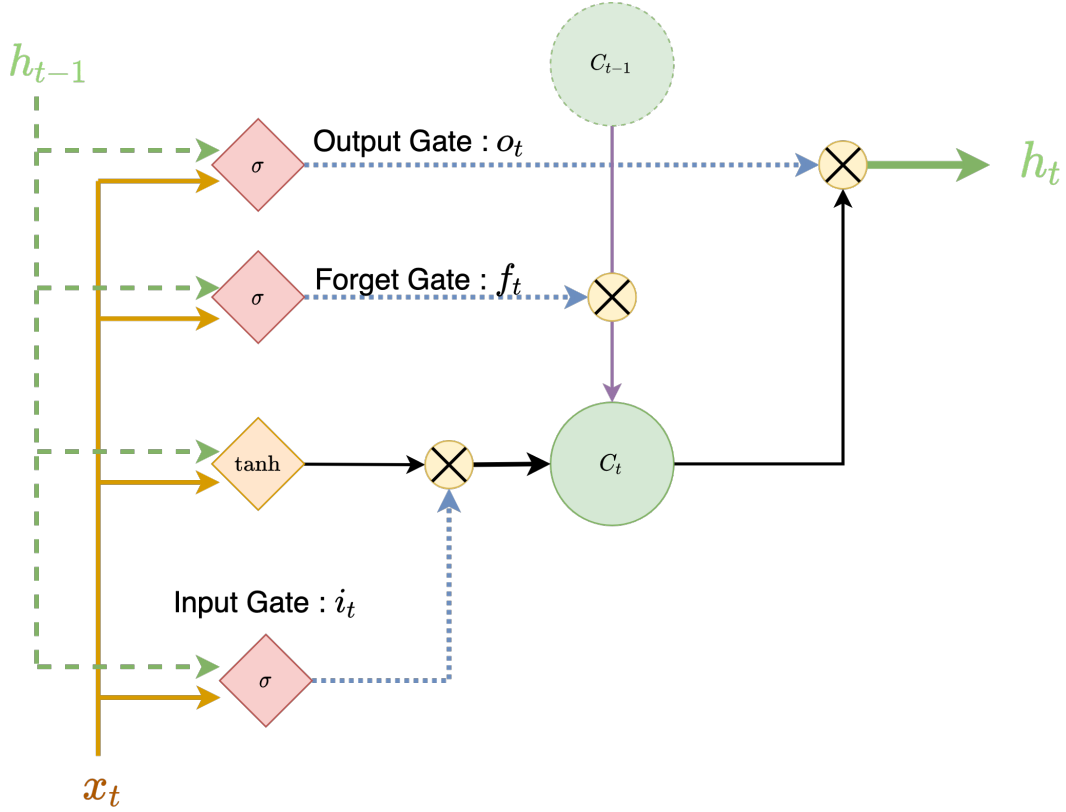 C_{t-1}
h_{t-1}
Output Gate : o_t
σ
h_t
Forget Gate : f_t
σ
tanh
C_t
Input Gate : i_t
σ
x_t